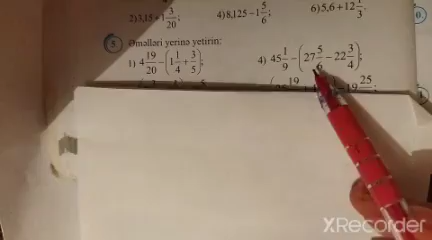 2) 3,15 + 1 3/20; 4) 8,125 − 1 5/6; 6) 5,6 + 12 2/3.
5 Əməlləri yerinə yetirin:
1) 4 19/20 − (1 1/4 + 3/5); 4) 45 1/9 − (27 5/6 − 22 3/4);
XRecorder